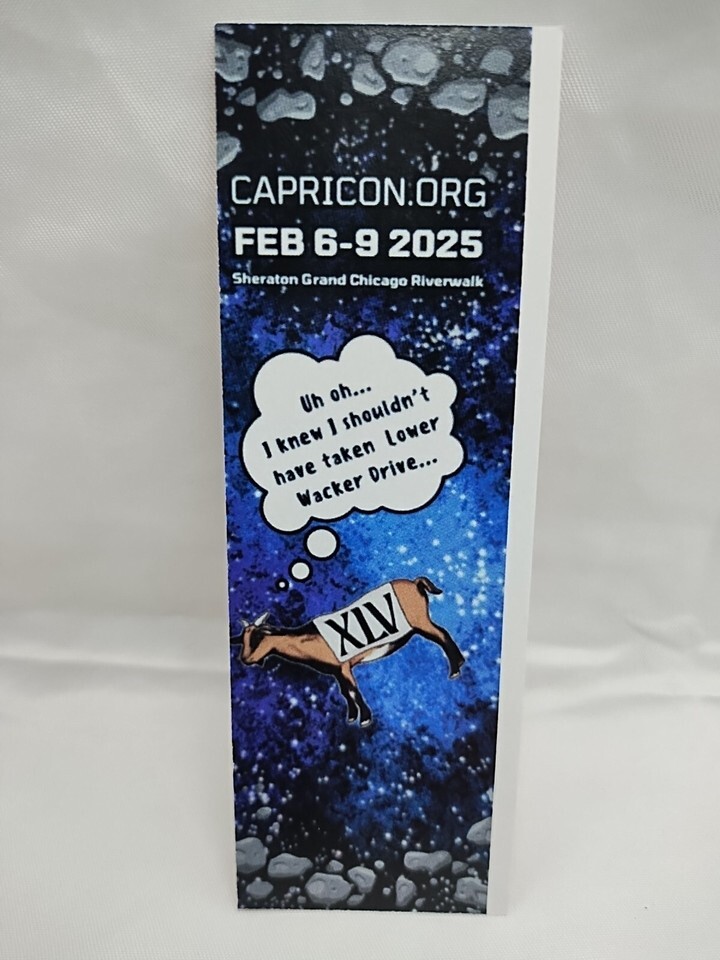 CAPRICON.ORG
FEB 6-9 2025
Sheraton Grand Chicago Riverwalk
Uh oh...
I knew I shouldn't
have taken Lower
Wacker Drive...
XLV